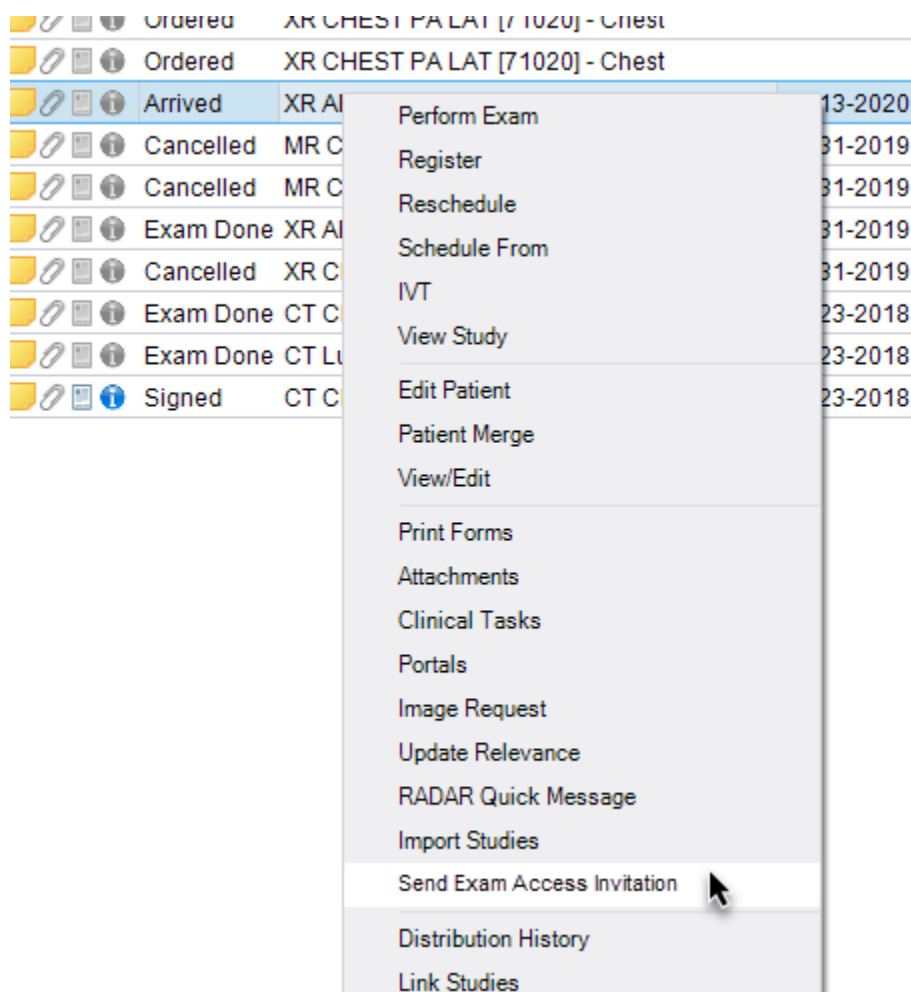 Ordered XR CHEST PA LAT [71020] - Chest
Ordered XR CHEST PA LAT [71020] - Chest
Arrived XR Al 13-2020
Cancelled MR C 31-2019
Cancelled MR C 31-2019
Exam Done XR Al 31-2019
Cancelled XR C 31-2019
Exam Done CT C 23-2018
Exam Done CT Lu 23-2018
Signed CT C 23-2018
Perform Exam
Register
Reschedule
Schedule From
IVT
View Study
Edit Patient
Patient Merge
View/Edit
Print Forms
Attachments
Clinical Tasks
Portals
Image Request
Update Relevance
RADAR Quick Message
Import Studies
Send Exam Access Invitation
Distribution History
Link Studies